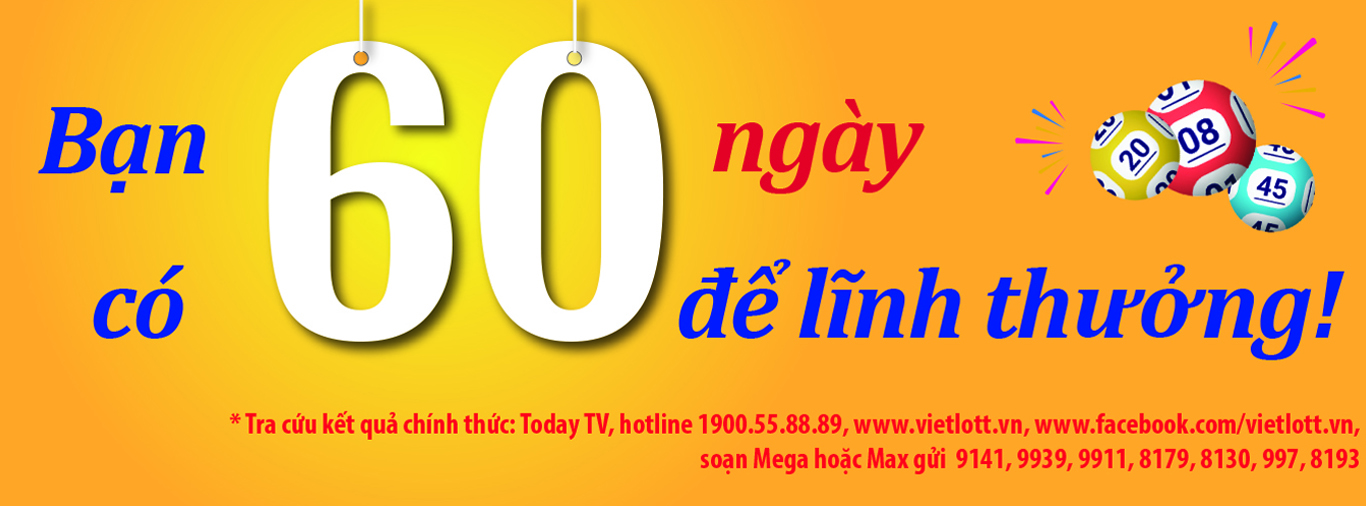 Bạn 60 ngày
có để lĩnh thưởng!
20
08
45
* Tra cứu kết quả chính thức: Today TV, hotline 1900.55.88.89, www.vietlott.vn, www.facebook.com/vietlott.vn,
soạn Mega hoặc Max gửi 9141, 9939, 9911, 8179, 8130, 997, 8193